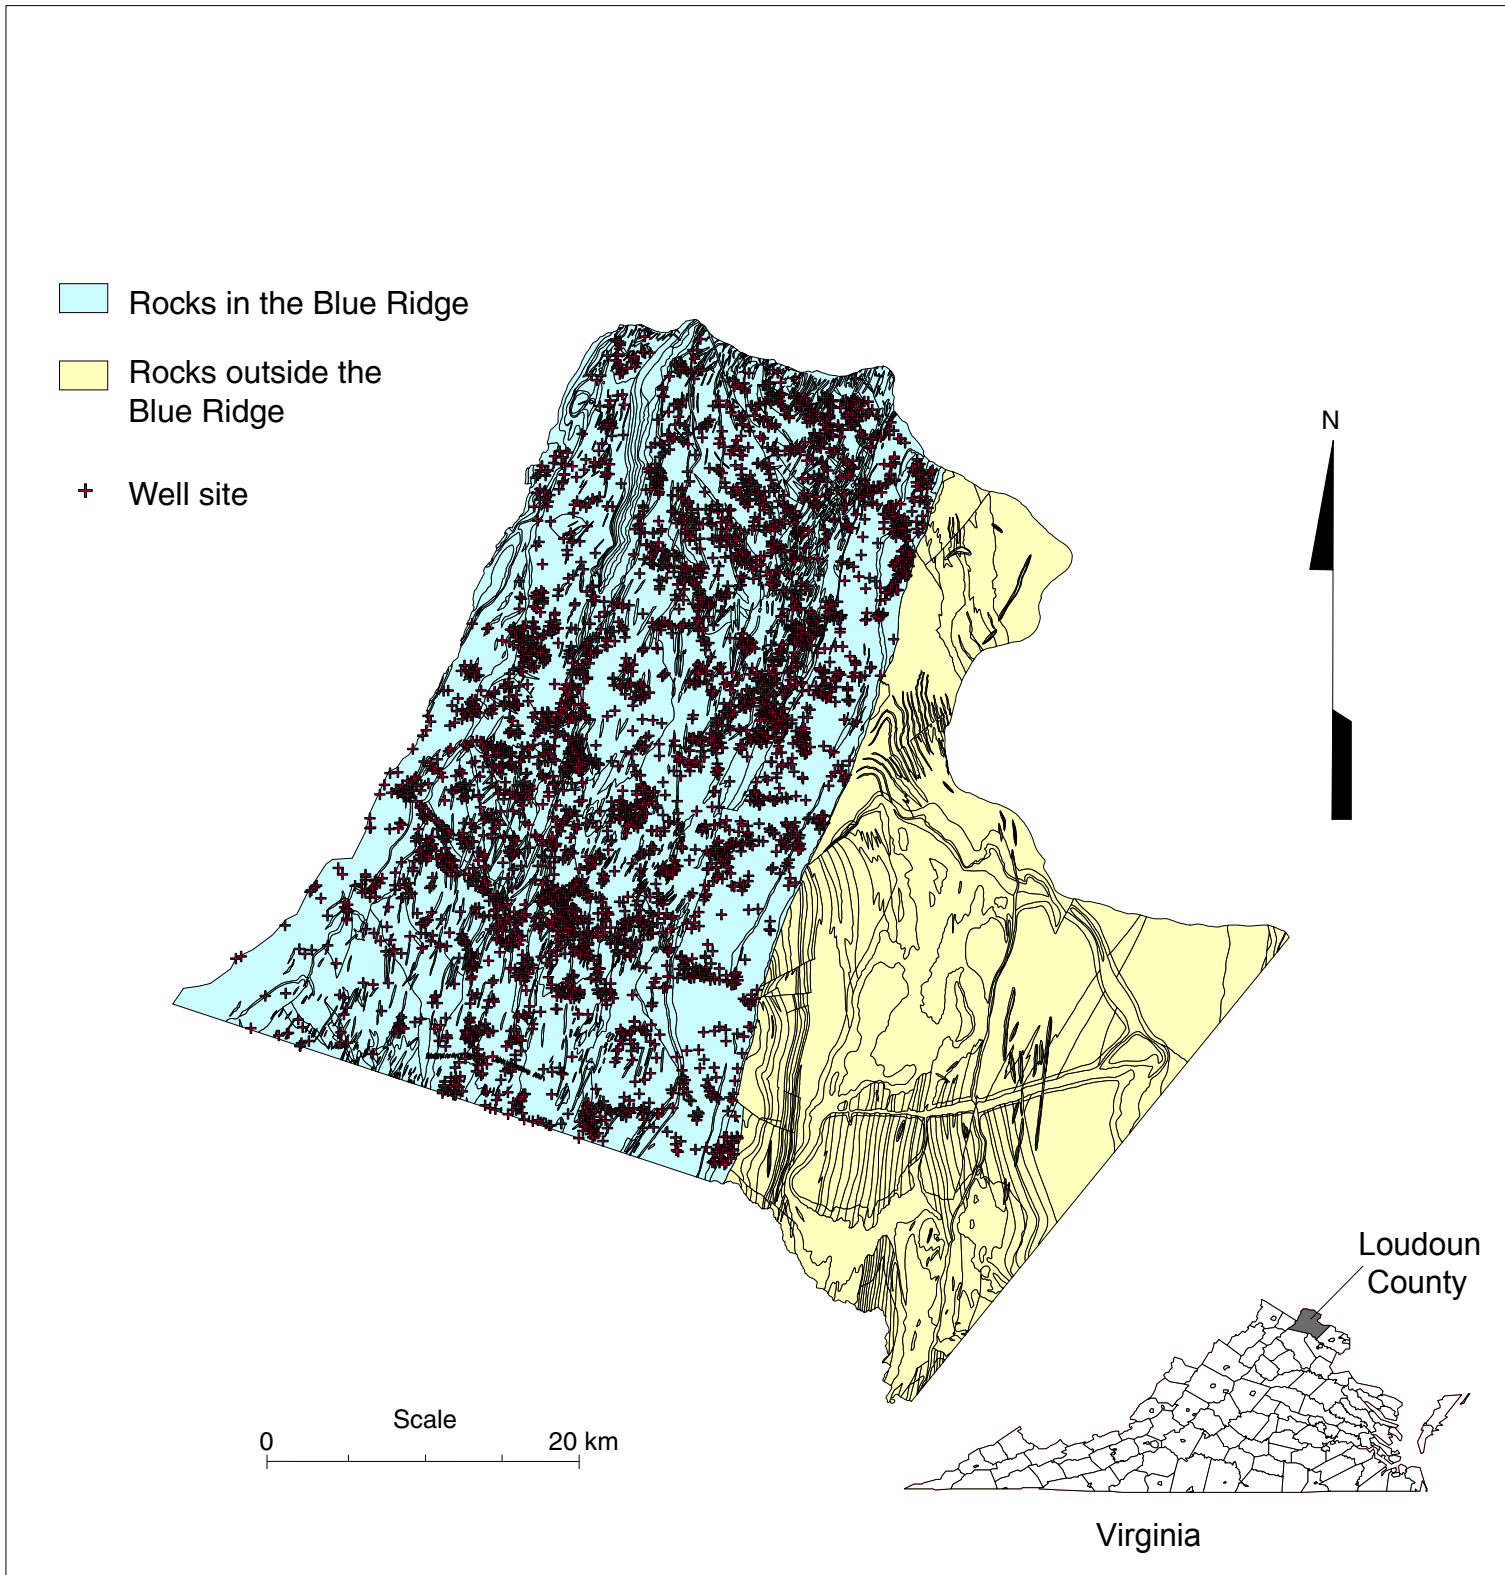 Rocks in the Blue Ridge
Rocks outside the
Blue Ridge
Well site
N
Loudoun
County
Scale
0
20 km
Virginia